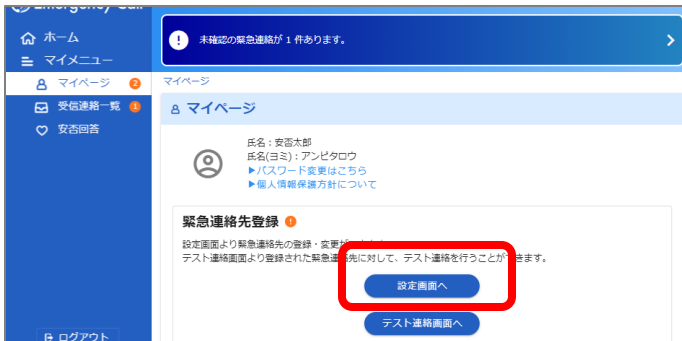 Emergency Call
ホーム
マイメニュー
マイページ 2
受信連絡一覧 1
安否回答
ログアウト
! 未確認の緊急連絡が 1 件あります。
マイページ
マイページ
氏名：安否太郎
氏名(ヨミ)：アンピタロウ
▶パスワード変更はこちら
▶個人情報保護方針について
緊急連絡先登録 !
設定画面より緊急連絡先の登録・変更が
テスト連絡画面より登録された緊急連絡先に対して、テスト連絡を行うことができます。
設定画面へ
テスト連絡画面へ